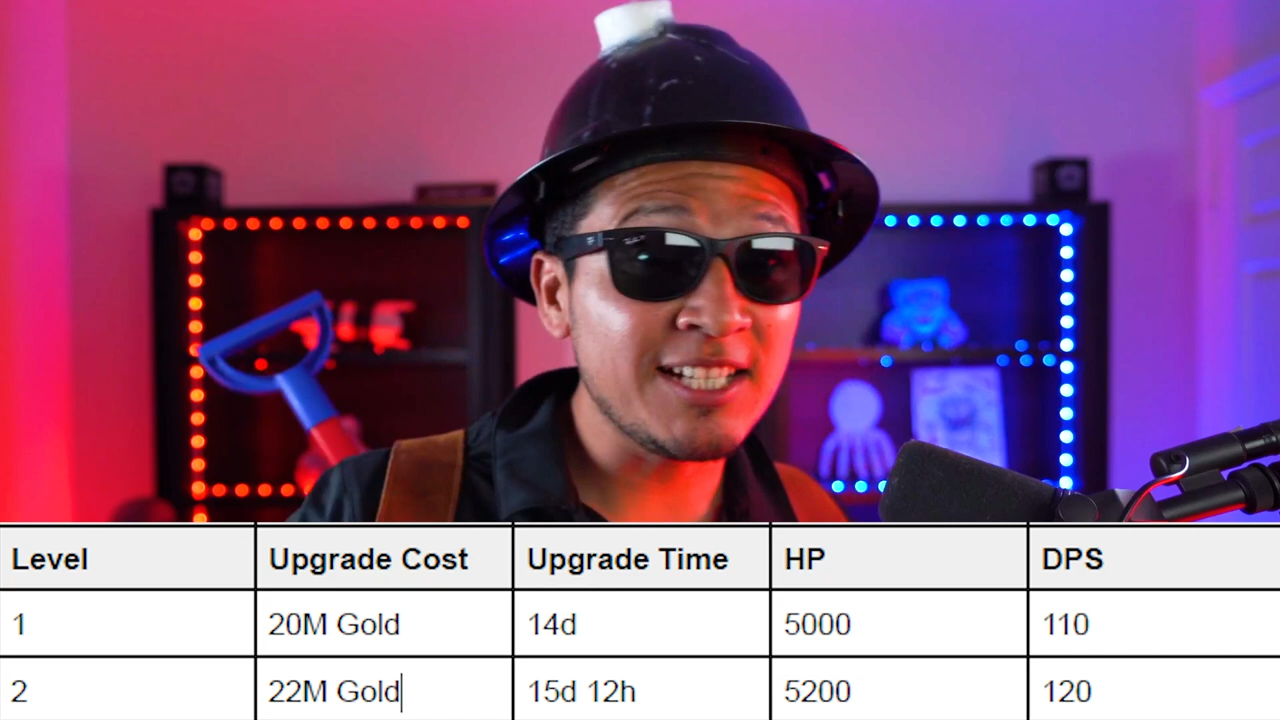 Level Upgrade Cost Upgrade Time HP DPS
1 20M Gold 14d 5000 110
2 22M Gold 15d 12h 5200 120